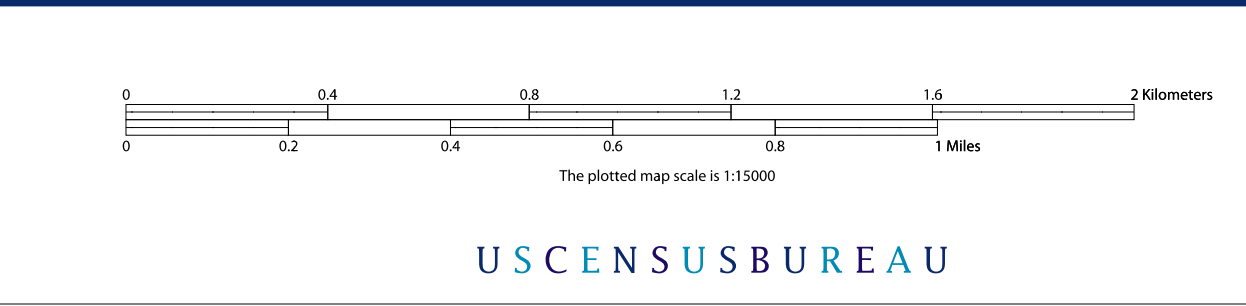 0 0.4 0.8 1.2 1.6 2 Kilometers
0 0.2 0.4 0.6 0.8 1 Miles
The plotted map scale is 1:15000
USCENSUSBUREAU